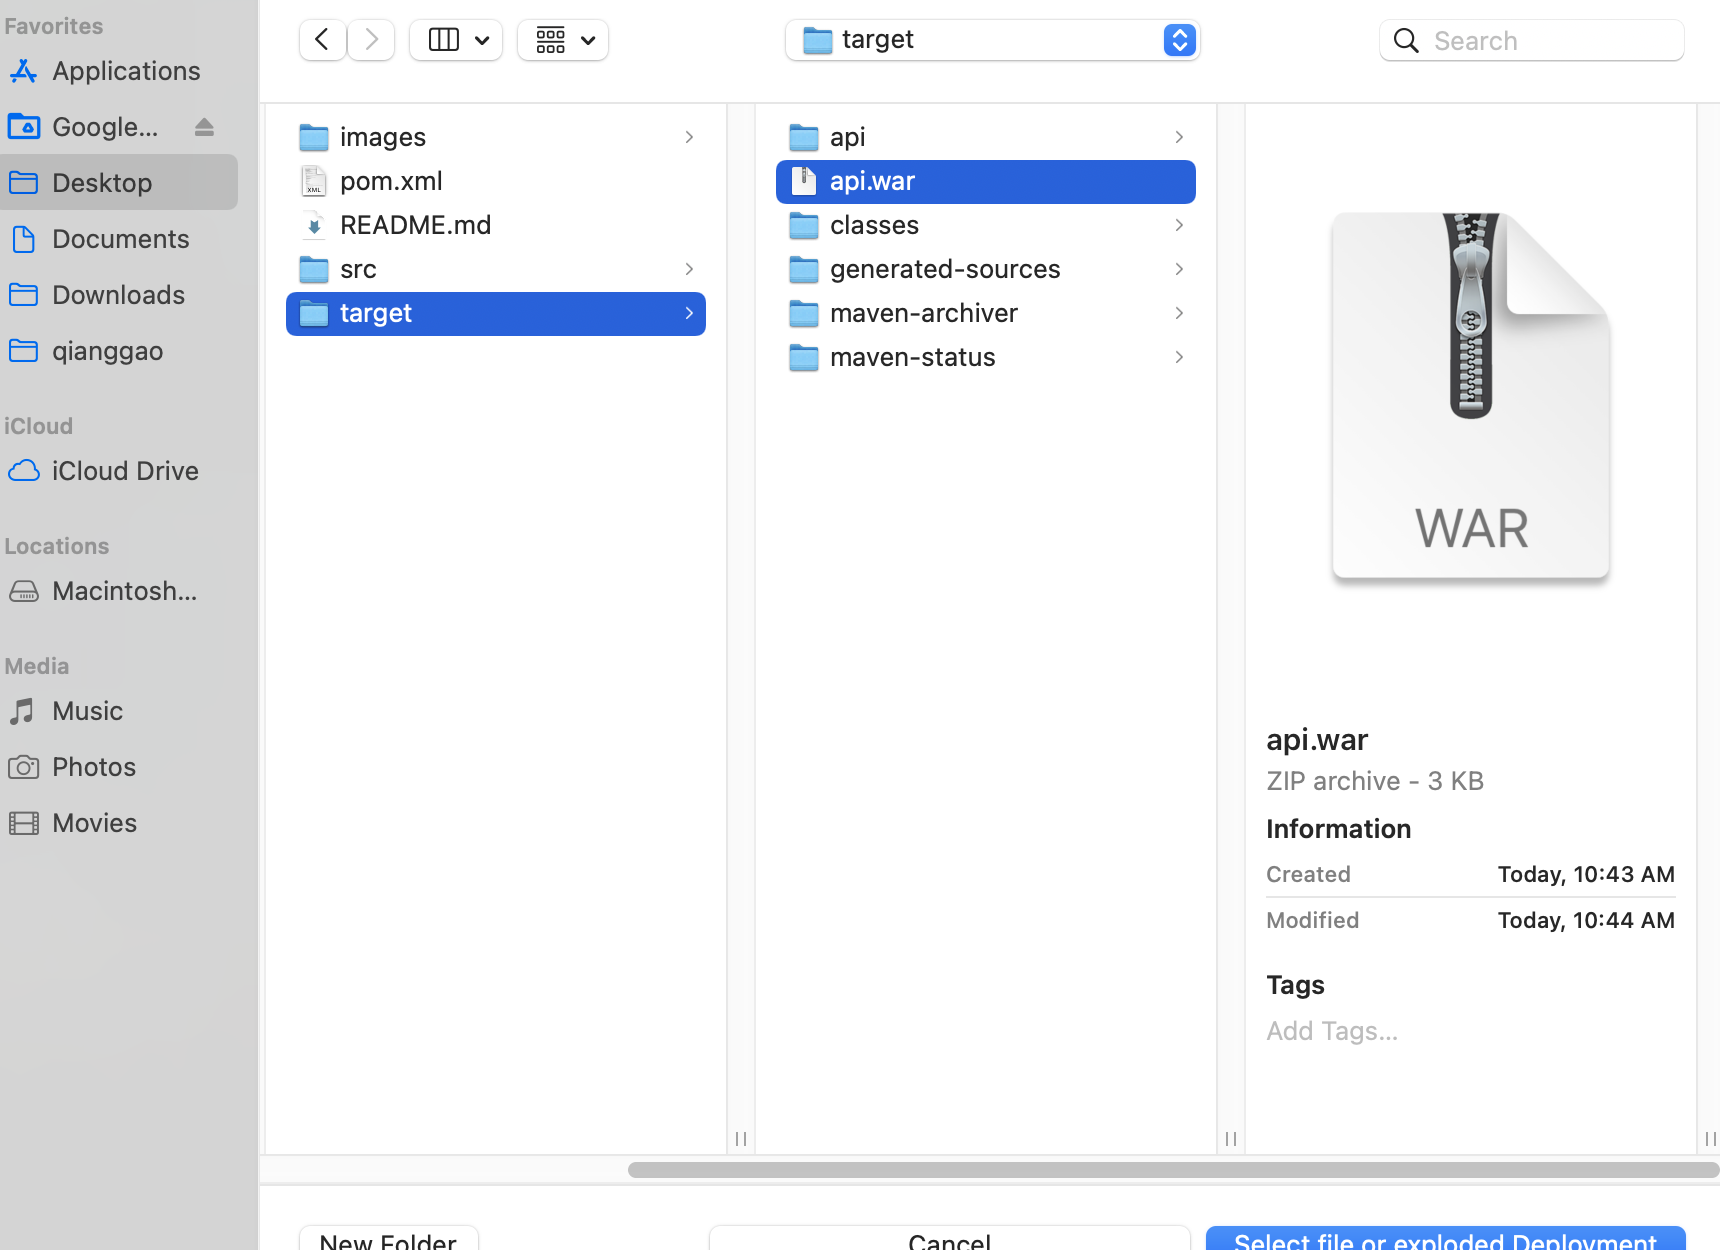 Favorites
Applications
Google...
Desktop
Documents
Downloads
qianggao
iCloud
iCloud Drive
Locations
Macintosh...
Media
Music
Photos
Movies
target
Search
images
pom.xml
README.md
src
target
api
api.war
classes
generated-sources
maven-archiver
maven-status
XML
WAR
api.war
ZIP archive - 3 KB
Information
Created Today, 10:43 AM
Modified Today, 10:44 AM
Tags
Add Tags...
New Folder
Cancel
Select file or exploded Deployment